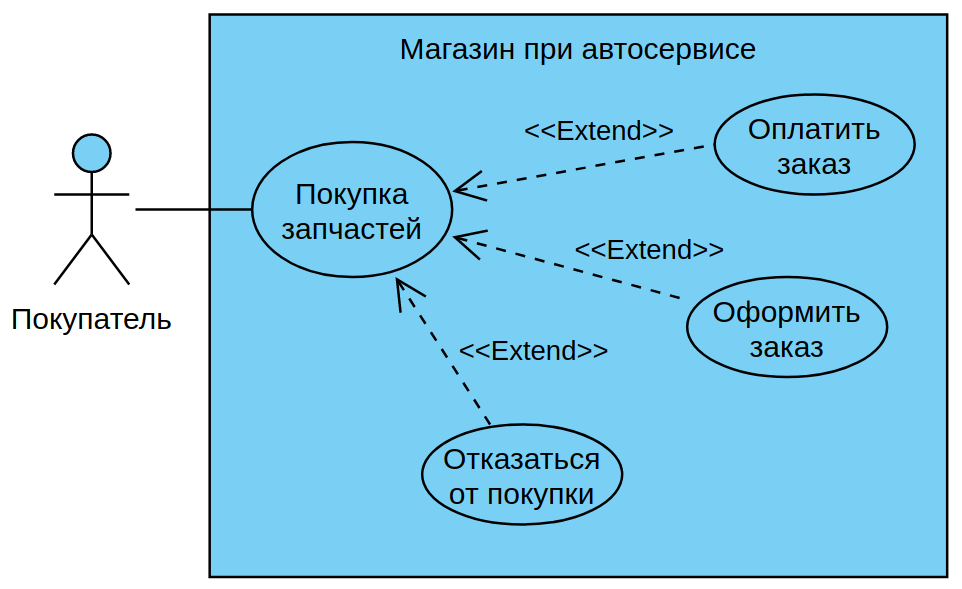 Магазин при автосервисе
<<Extend>>
Оплатить
заказ
Покупка
запчастей
<<Extend>>
Оформить
заказ
Покупатель
<<Extend>>
Отказаться
от покупки